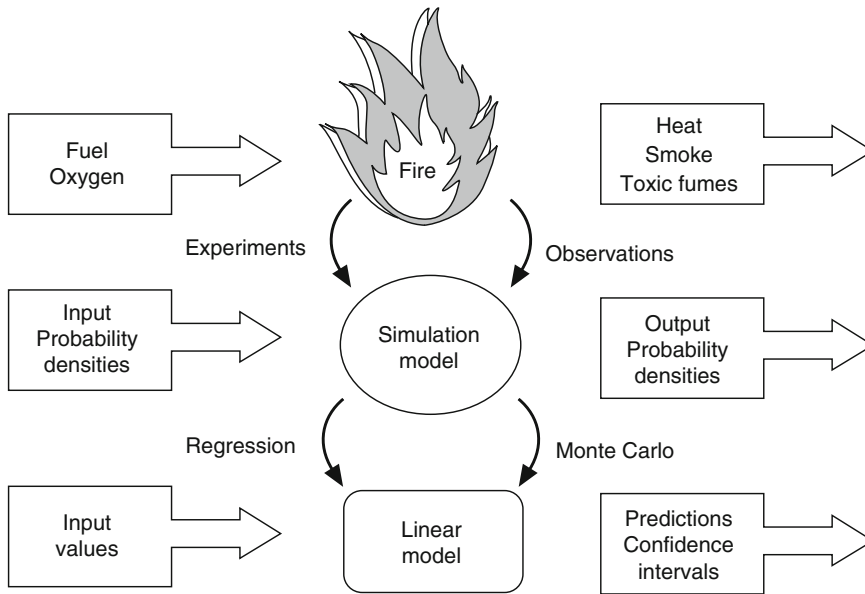 Fuel
Oxygen
Fire
Heat
Smoke
Toxic fumes
Experiments
Observations
Input
Probability
densities
Simulation
model
Output
Probability
densities
Regression
Monte Carlo
Input
values
Linear
model
Predictions
Confidence
intervals